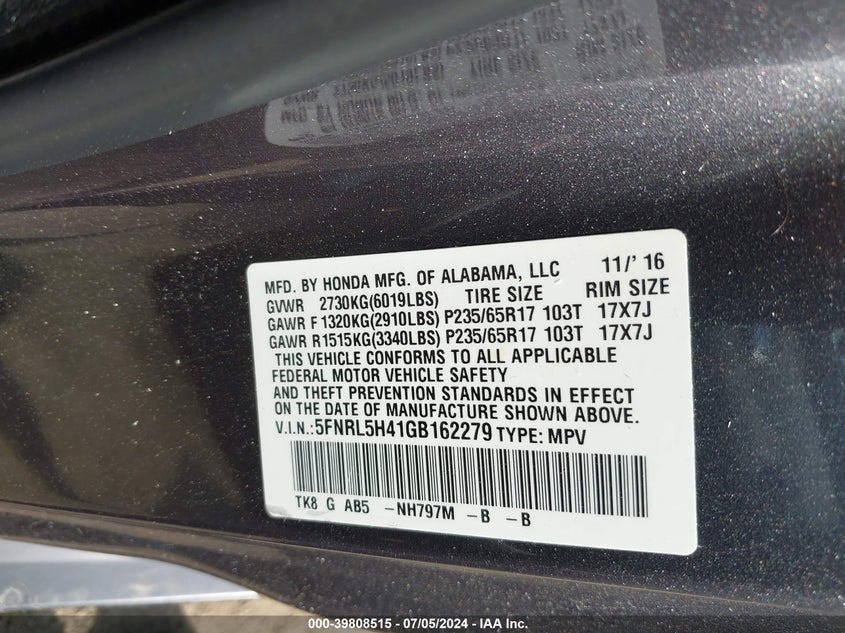 MFD. BY HONDA MFG. OF ALABAMA, LLC 11/'16
GVWR 2730KG(6019LBS) TIRE SIZE RIM SIZE
GAWR F1320KG(2910LBS) P235/65R17 103T 17X7J
GAWR R1515KG(3340LBS) P235/65R17 103T 17X7J
THIS VEHICLE CONFORMS TO ALL APPLICABLE
FEDERAL MOTOR VEHICLE SAFETY
AND THEFT PREVENTION STANDARDS IN EFFECT
ON THE DATE OF MANUFACTURE SHOWN ABOVE.
V.I.N.:5FNRL5H41GB162279 TYPE: MPV
TK8 G AB5 -NH797M -B -B
000-39808515 - 07/05/2024 - IAA Inc.